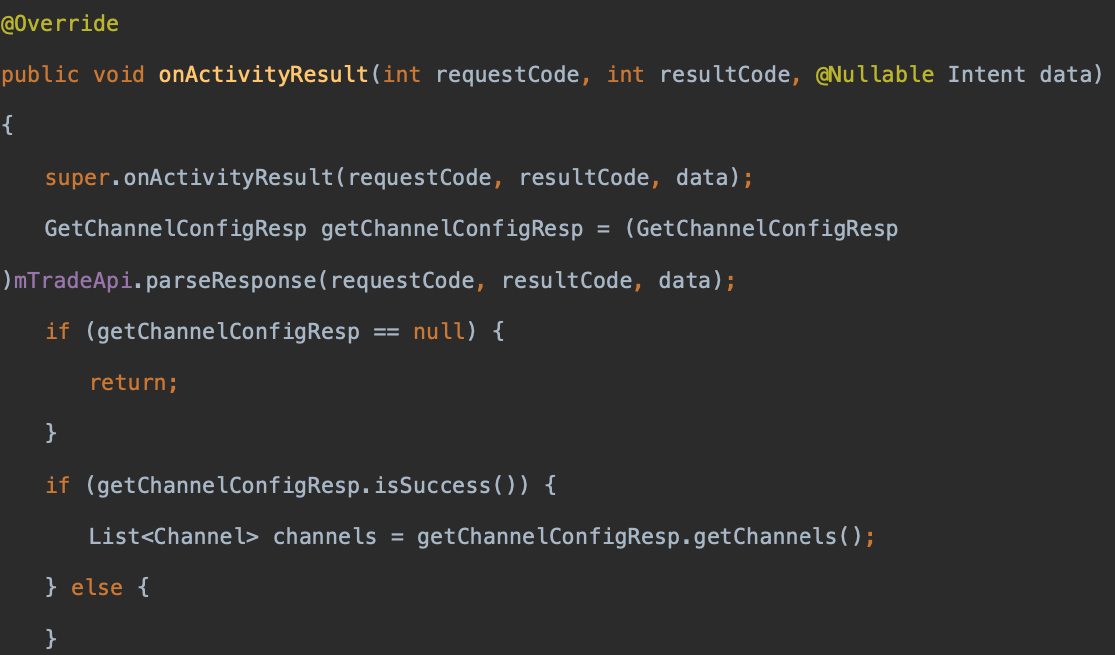 @Override
public void onActivityResult(int requestCode, int resultCode, @Nullable Intent data)
{
    super.onActivityResult(requestCode, resultCode, data);
    GetChannelConfigResp getChannelConfigResp = (GetChannelConfigResp
)mTradeApi.parseResponse(requestCode, resultCode, data);
    if (getChannelConfigResp == null) {
        return;
    }
    if (getChannelConfigResp.isSuccess()) {
        List<Channel> channels = getChannelConfigResp.getChannels();
    } else {
    }